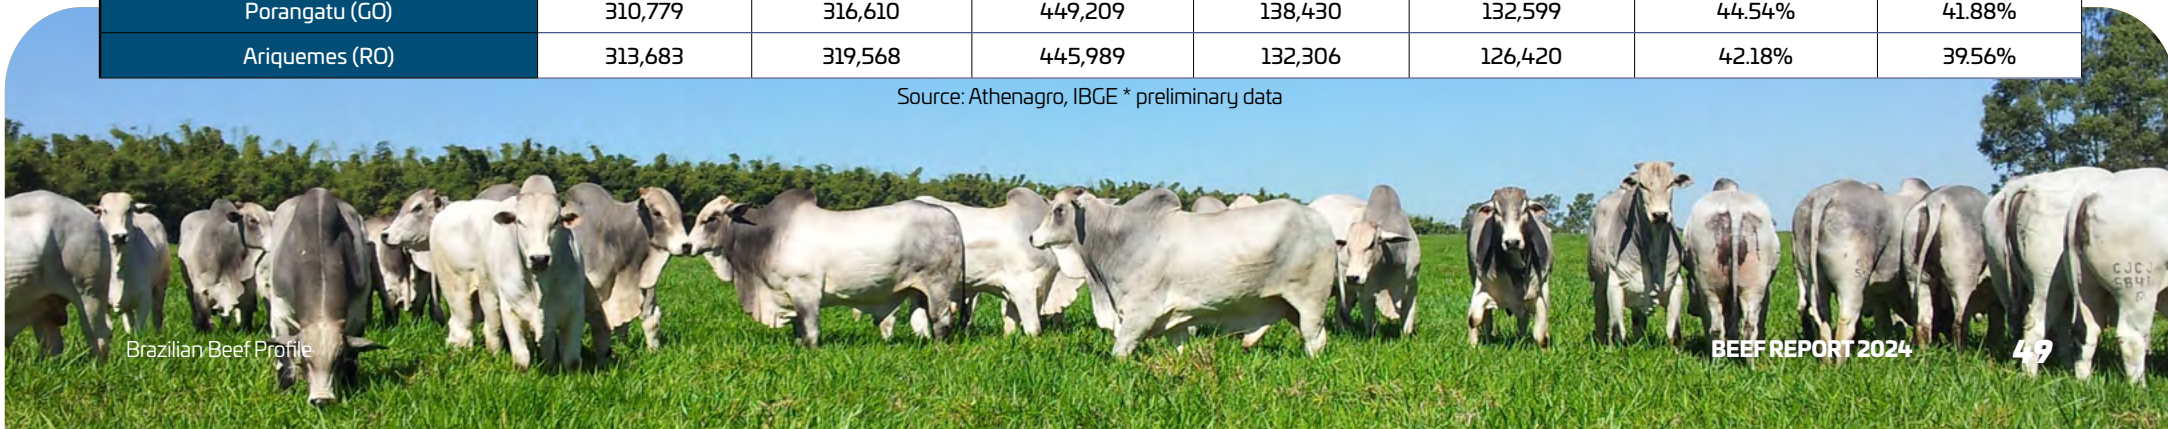 Porangatu (GO) 310,779 316,610 449,209 138,430 132,599 44.54% 41.88%
Ariquemes (RO) 313,683 319,568 445,989 132,306 126,420 42.18% 39.56%
Source: Athenagro, IBGE * preliminary data
Brazilian Beef Profile BEEF REPORT 2024 49